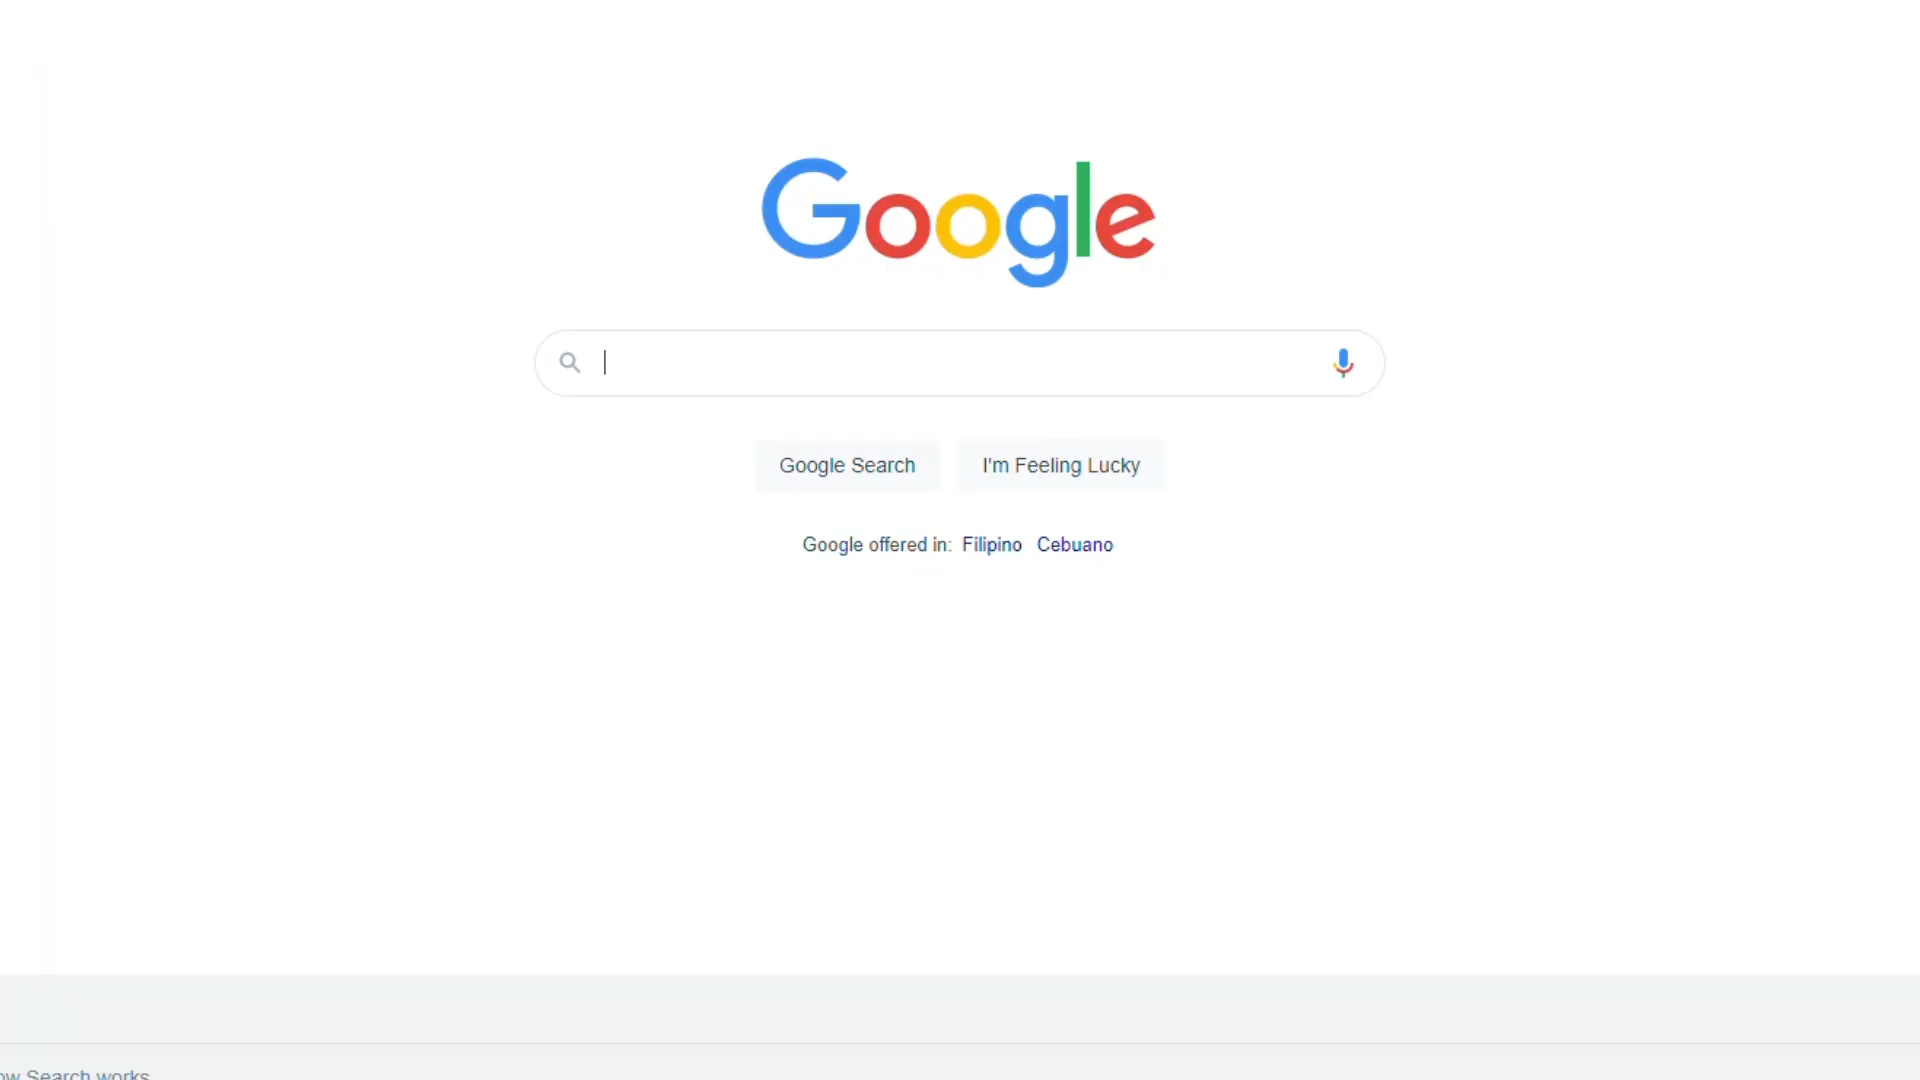 Google
Google Search
I'm Feeling Lucky
Google offered in: Filipino Cebuano
Search works